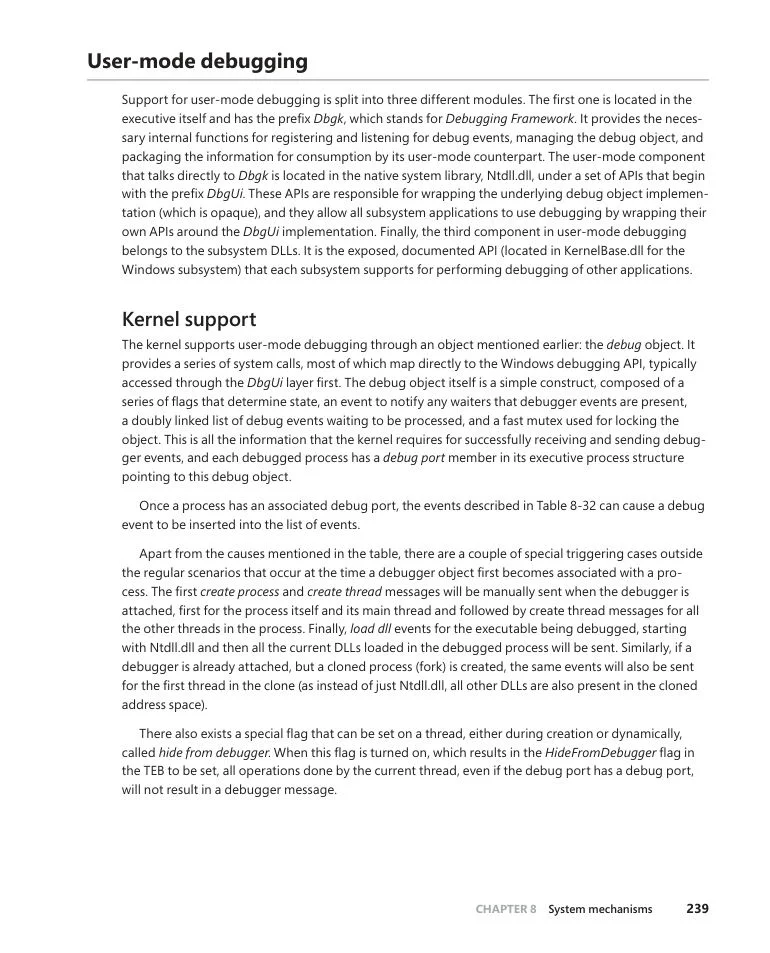 User-mode debugging
Support for user-mode debugging is split into three different modules. The first one is located in the
executive itself and has the prefix Dbgk, which stands for Debugging Framework. It provides the neces-
sary internal functions for registering and listening for debug events, managing the debug object, and
packaging the information for consumption by its user-mode counterpart. The user-mode component
that talks directly to Dbgk is located in the native system library, Ntdll.dll, under a set of APIs that begin
with the prefix DbgUi. These APIs are responsible for wrapping the underlying debug object implemen-
tation (which is opaque), and they allow all subsystem applications to use debugging by wrapping their
own APIs around the DbgUi implementation. Finally, the third component in user-mode debugging
belongs to the subsystem DLLs. It is the exposed, documented API (located in KernelBase.dll for the
Windows subsystem) that each subsystem supports for performing debugging of other applications.
Kernel support
The kernel supports user-mode debugging through an object mentioned earlier: the debug object. It
provides a series of system calls, most of which map directly to the Windows debugging API, typically
accessed through the DbgUi layer first. The debug object itself is a simple construct, composed of a
series of flags that determine state, an event to notify any waiters that debugger events are present,
a doubly linked list of debug events waiting to be processed, and a fast mutex used for locking the
object. This is all the information that the kernel requires for successfully receiving and sending debug-
ger events, and each debugged process has a debug port member in its executive process structure
pointing to this debug object.
Once a process has an associated debug port, the events described in Table 8-32 can cause a debug
event to be inserted into the list of events.
Apart from the causes mentioned in the table, there are a couple of special triggering cases outside
the regular scenarios that occur at the time a debugger object first becomes associated with a pro-
cess. The first create process and create thread messages will be manually sent when the debugger is
attached, first for the process itself and its main thread and followed by create thread messages for all
the other threads in the process. Finally, load dll events for the executable being debugged, starting
with Ntdll.dll and then all the current DLLs loaded in the debugged process will be sent. Similarly, if a
debugger is already attached, but a cloned process (fork) is created, the same events will also be sent
for the first thread in the clone (as instead of just Ntdll.dll, all other DLLs are also present in the cloned
address space).
There also exists a special flag that can be set on a thread, either during creation or dynamically,
called hide from debugger. When this flag is turned on, which results in the HideFromDebugger flag in
the TEB to be set, all operations done by the current thread, even if the debug port has a debug port,
will not result in a debugger message.
CHAPTER 8 System mechanisms 239